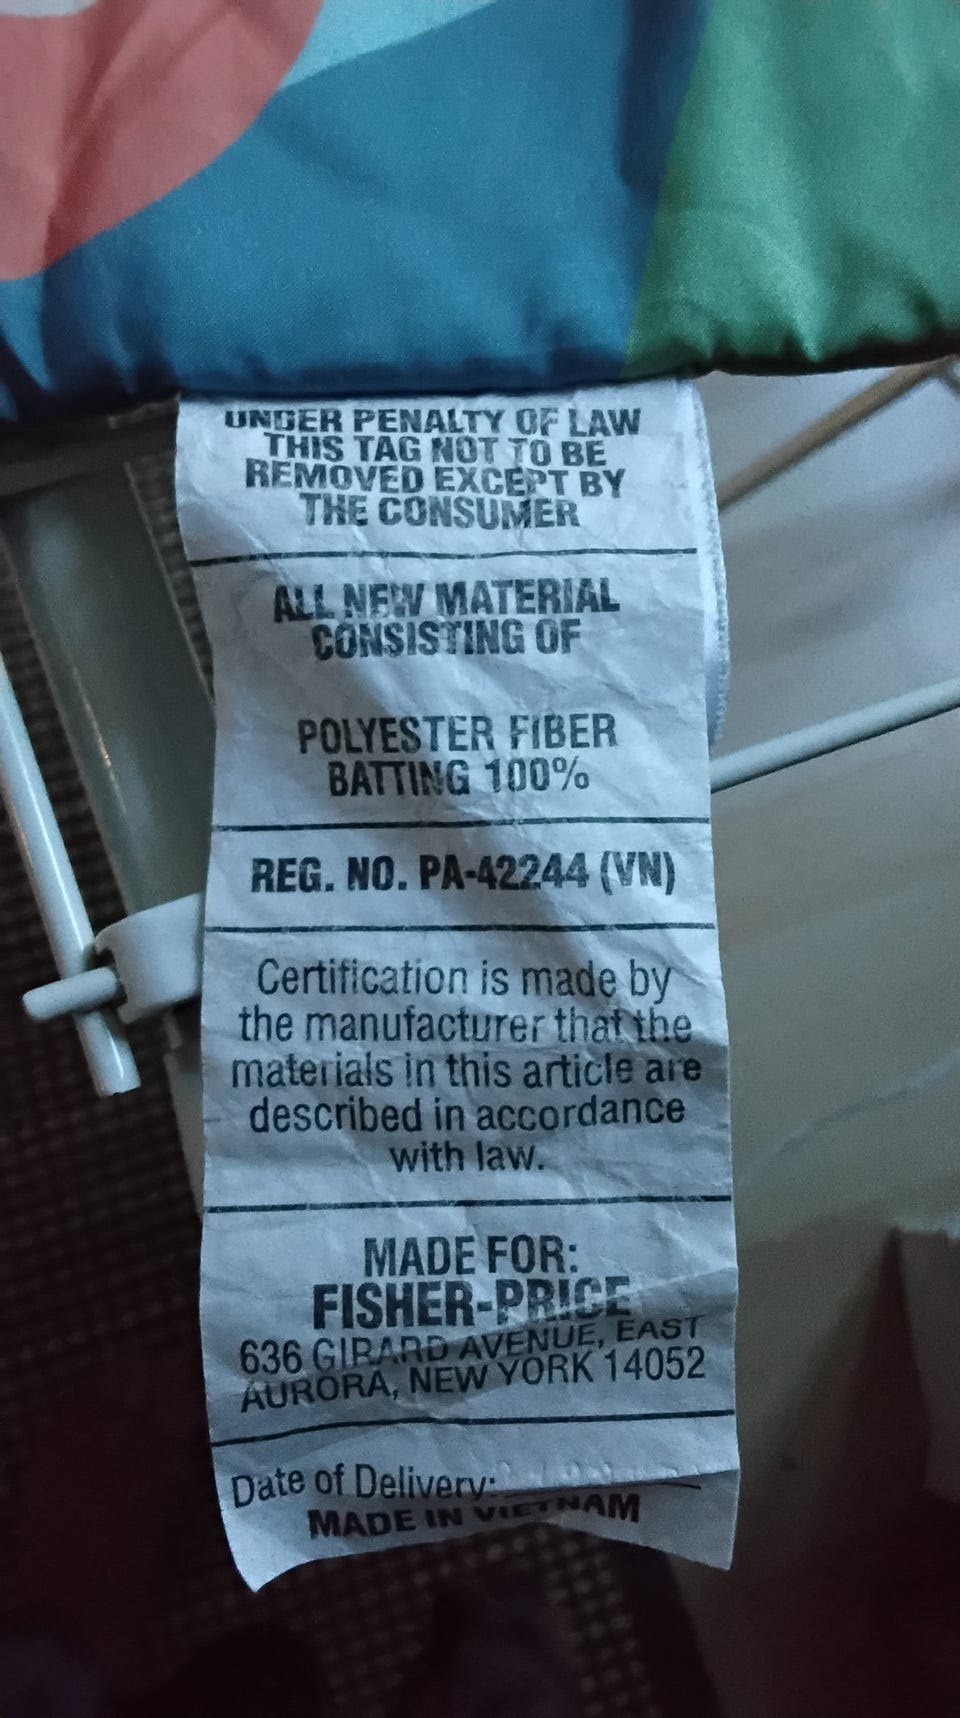 UNDER PENALTY OF LAW
THIS TAG NOT TO BE
REMOVED EXCEPT BY
THE CONSUMER
ALL NEW MATERIAL
CONSISTING OF
POLYESTER FIBER
BATTING 100%
REG. NO. PA-42244 (VN)
Certification is made by
the manufacturer that the
materials in this article are
described in accordance
with law.
MADE FOR:
FISHER-PRICE
636 GIRARD AVENUE, EAST
AURORA, NEW YORK 14052
Date of Delivery:
MADE IN VIETNAM